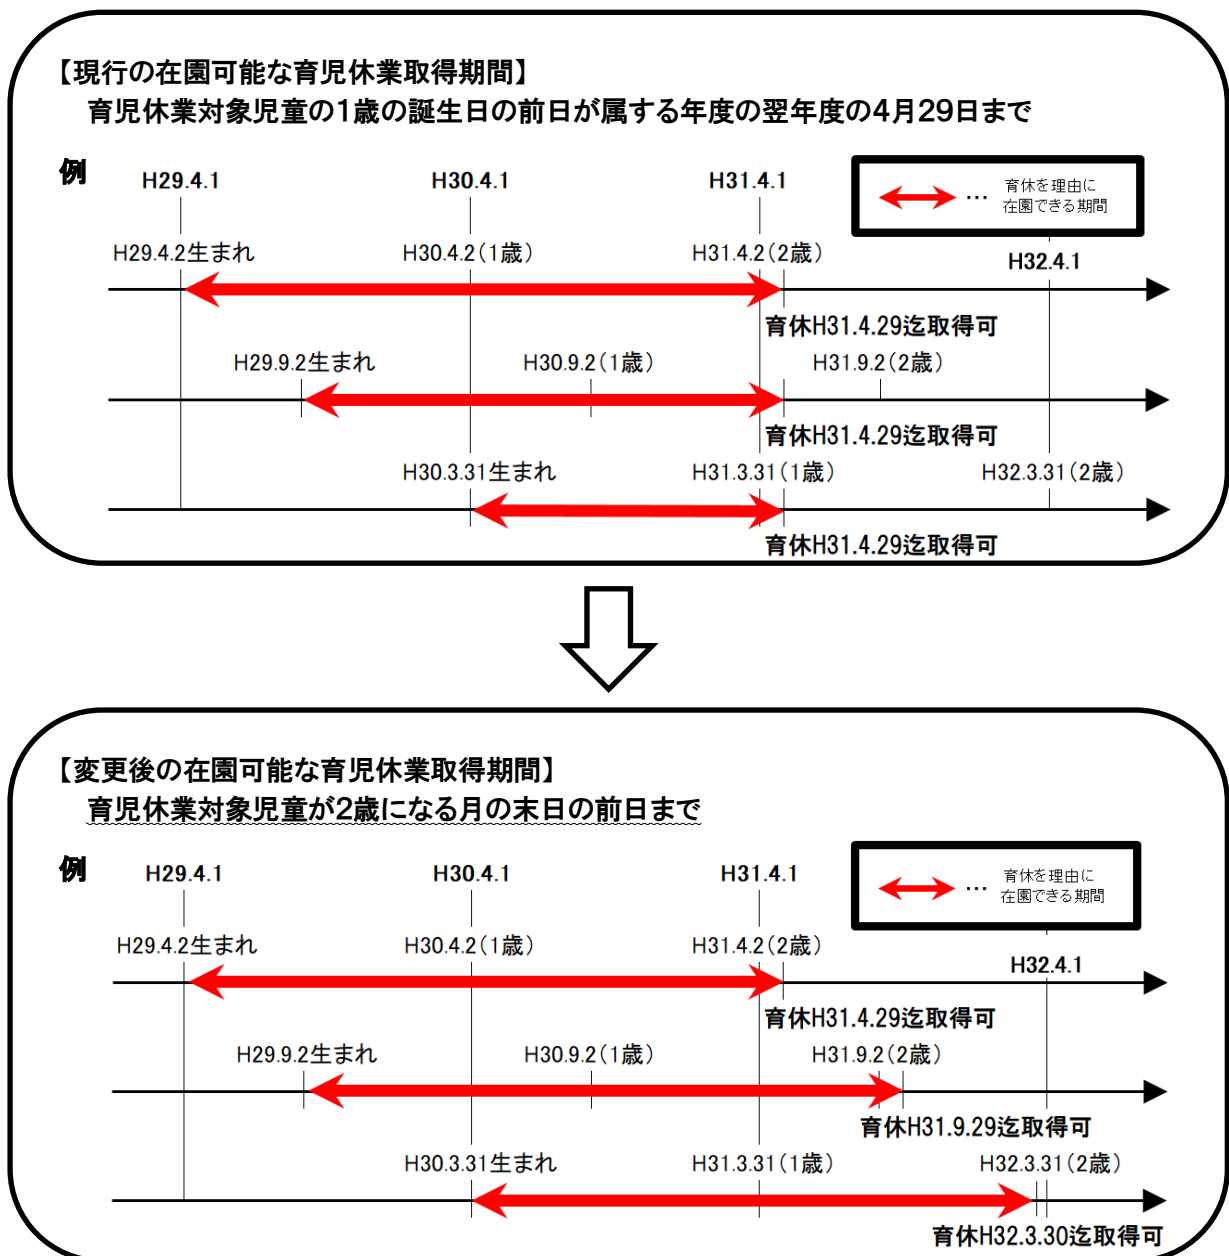 【現行の在園可能な育児休業取得期間】
育児休業対象児童の1歳の誕生日の前日が属する年度の翌年度の4月29日まで
例
H29.4.1
H30.4.1
H31.4.1
… 育休を理由に
在園できる期間
H29.4.2生まれ
H30.4.2(1歳)
H31.4.2(2歳)
H32.4.1
育休H31.4.29迄取得可
H29.9.2生まれ
H30.9.2(1歳)
H31.9.2(2歳)
育休H31.4.29迄取得可
H30.3.31生まれ
H31.3.31(1歳)
H32.3.31(2歳)
育休H31.4.29迄取得可
【変更後の在園可能な育児休業取得期間】
育児休業対象児童が2歳になる月の末日の前日まで
例
H29.4.1
H30.4.1
H31.4.1
… 育休を理由に
在園できる期間
H29.4.2生まれ
H30.4.2(1歳)
H31.4.2(2歳)
H32.4.1
育休H31.4.29迄取得可
H29.9.2生まれ
H30.9.2(1歳)
H31.9.2(2歳)
育休H31.9.29迄取得可
H30.3.31生まれ
H31.3.31(1歳)
H32.3.31(2歳)
育休H32.3.30迄取得可